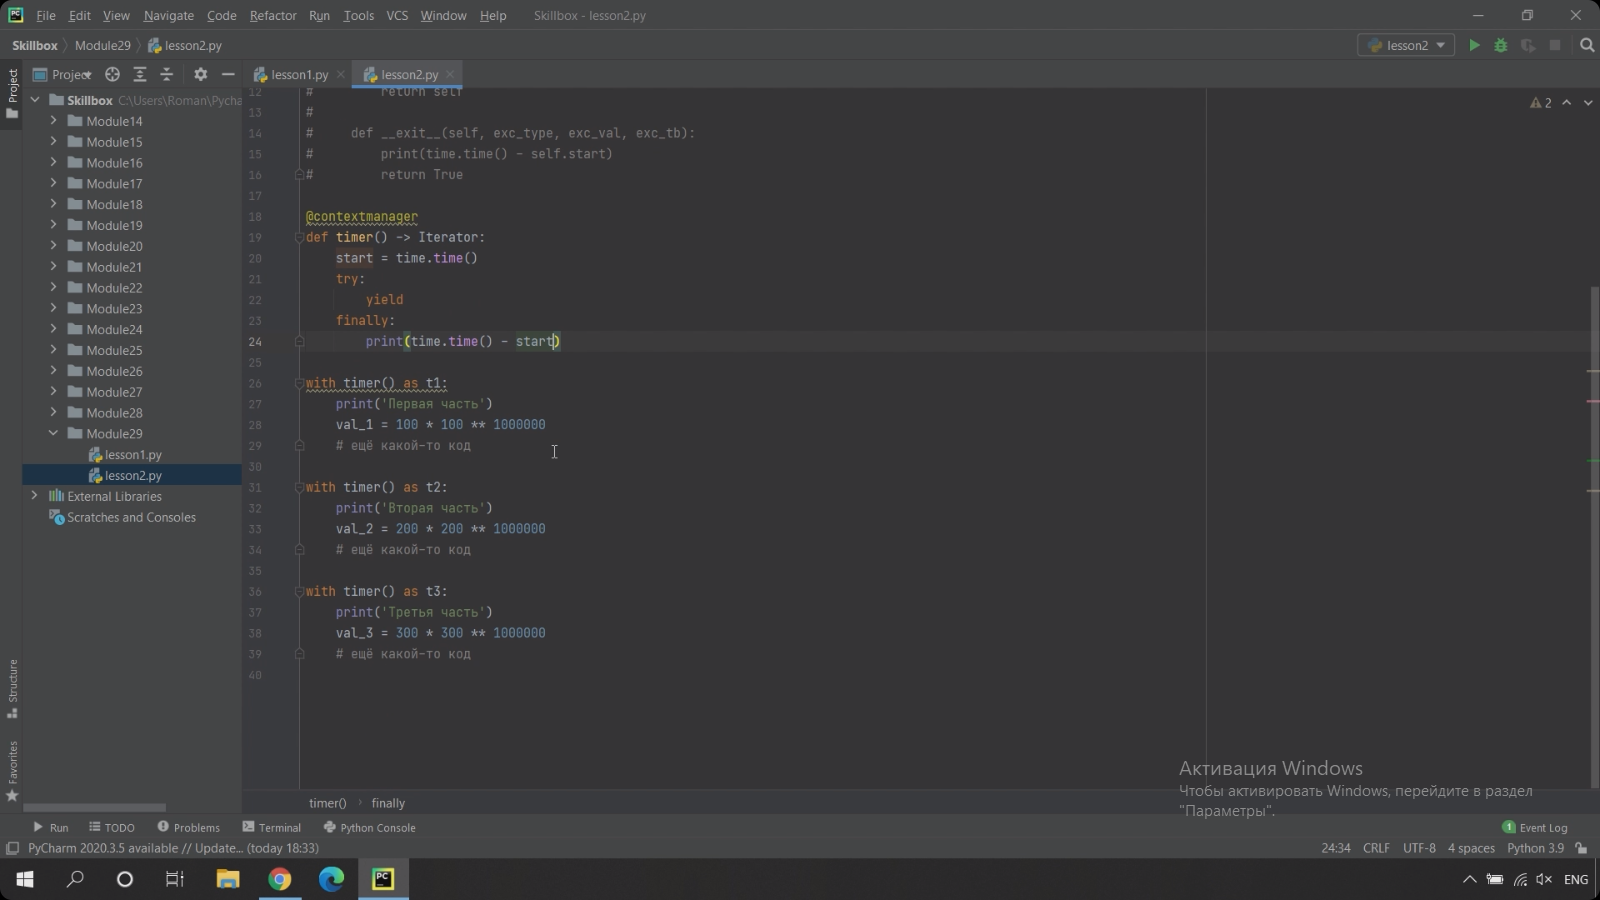 File Edit View Navigate Code Refactor Run Tools VCS Window Help Skillbox - lesson2.py
Skillbox Module29 lesson2.py lesson2
Project lesson1.py lesson2.py
Project
Skillbox C:\Users\Roman\Pycha
Module14
Module15
Module16
Module17
Module18
Module19
Module20
Module21
Module22
Module23
Module24
Module25
Module26
Module27
Module28
Module29
lesson1.py
lesson2.py
External Libraries
Scratches and Consoles
Structure
Favorites
2
12 # return self
13 #
14 # def __exit__(self, exc_type, exc_val, exc_tb):
15 # print(time.time() - self.start)
16 # return True
17
18 @contextmanager
19 def timer() -> Iterator:
20 start = time.time()
21 try:
22 yield
23 finally:
24 print(time.time() - start)
25
26 with timer() as t1:
27 print('Первая часть')
28 val_1 = 100 * 100 ** 1000000
29 # ещё какой-то код
30
31 with timer() as t2:
32 print('Вторая часть')
33 val_2 = 200 * 200 ** 1000000
34 # ещё какой-то код
35
36 with timer() as t3:
37 print('Третья часть')
38 val_3 = 300 * 300 ** 1000000
39 # ещё какой-то код
40
Активация Windows
Чтобы активировать Windows, перейдите в раздел
"Параметры".
timer() finally
Run TODO Problems Terminal Python Console 1 Event Log
PyCharm 2020.3.5 available // Update... (today 18:33) 24:34 CRLF UTF-8 4 spaces Python 3.9
ENG